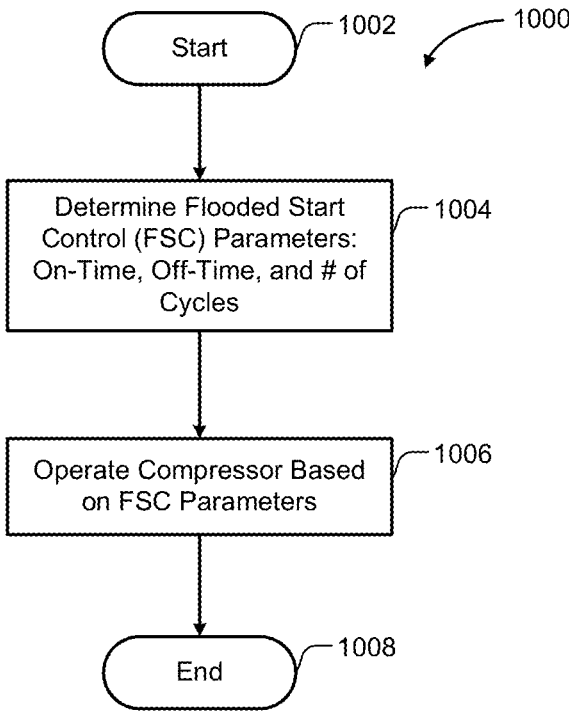 1000
Start
1002
Determine Flooded Start
Control (FSC) Parameters:
On-Time, Off-Time, and # of
Cycles
1004
Operate Compressor Based
on FSC Parameters
1006
End
1008